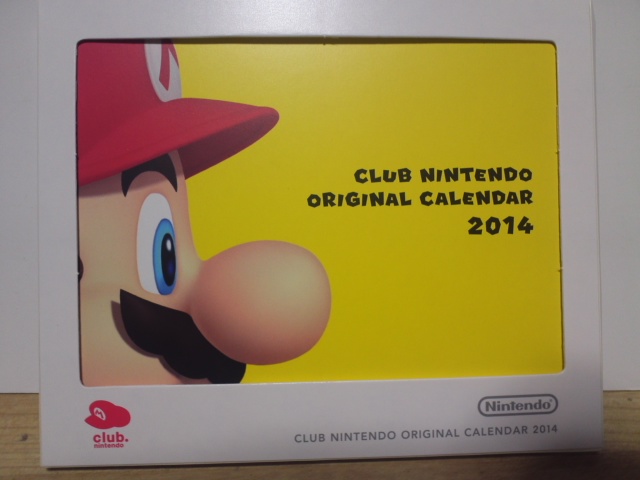 CLUB NINTENDO
ORIGINAL CALENDAR
2014
M
club.
nintendo
Nintendo
CLUB NINTENDO ORIGINAL CALENDAR 2014